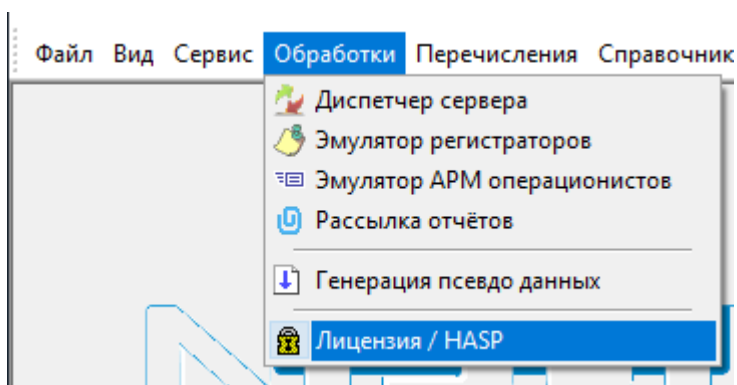 Файл Вид Сервис Обработки Перечисления Справочник
Диспетчер сервера
Эмулятор регистраторов
Эмулятор АРМ операционистов
Рассылка отчётов
Генерация псевдо данных
Лицензия / HASP